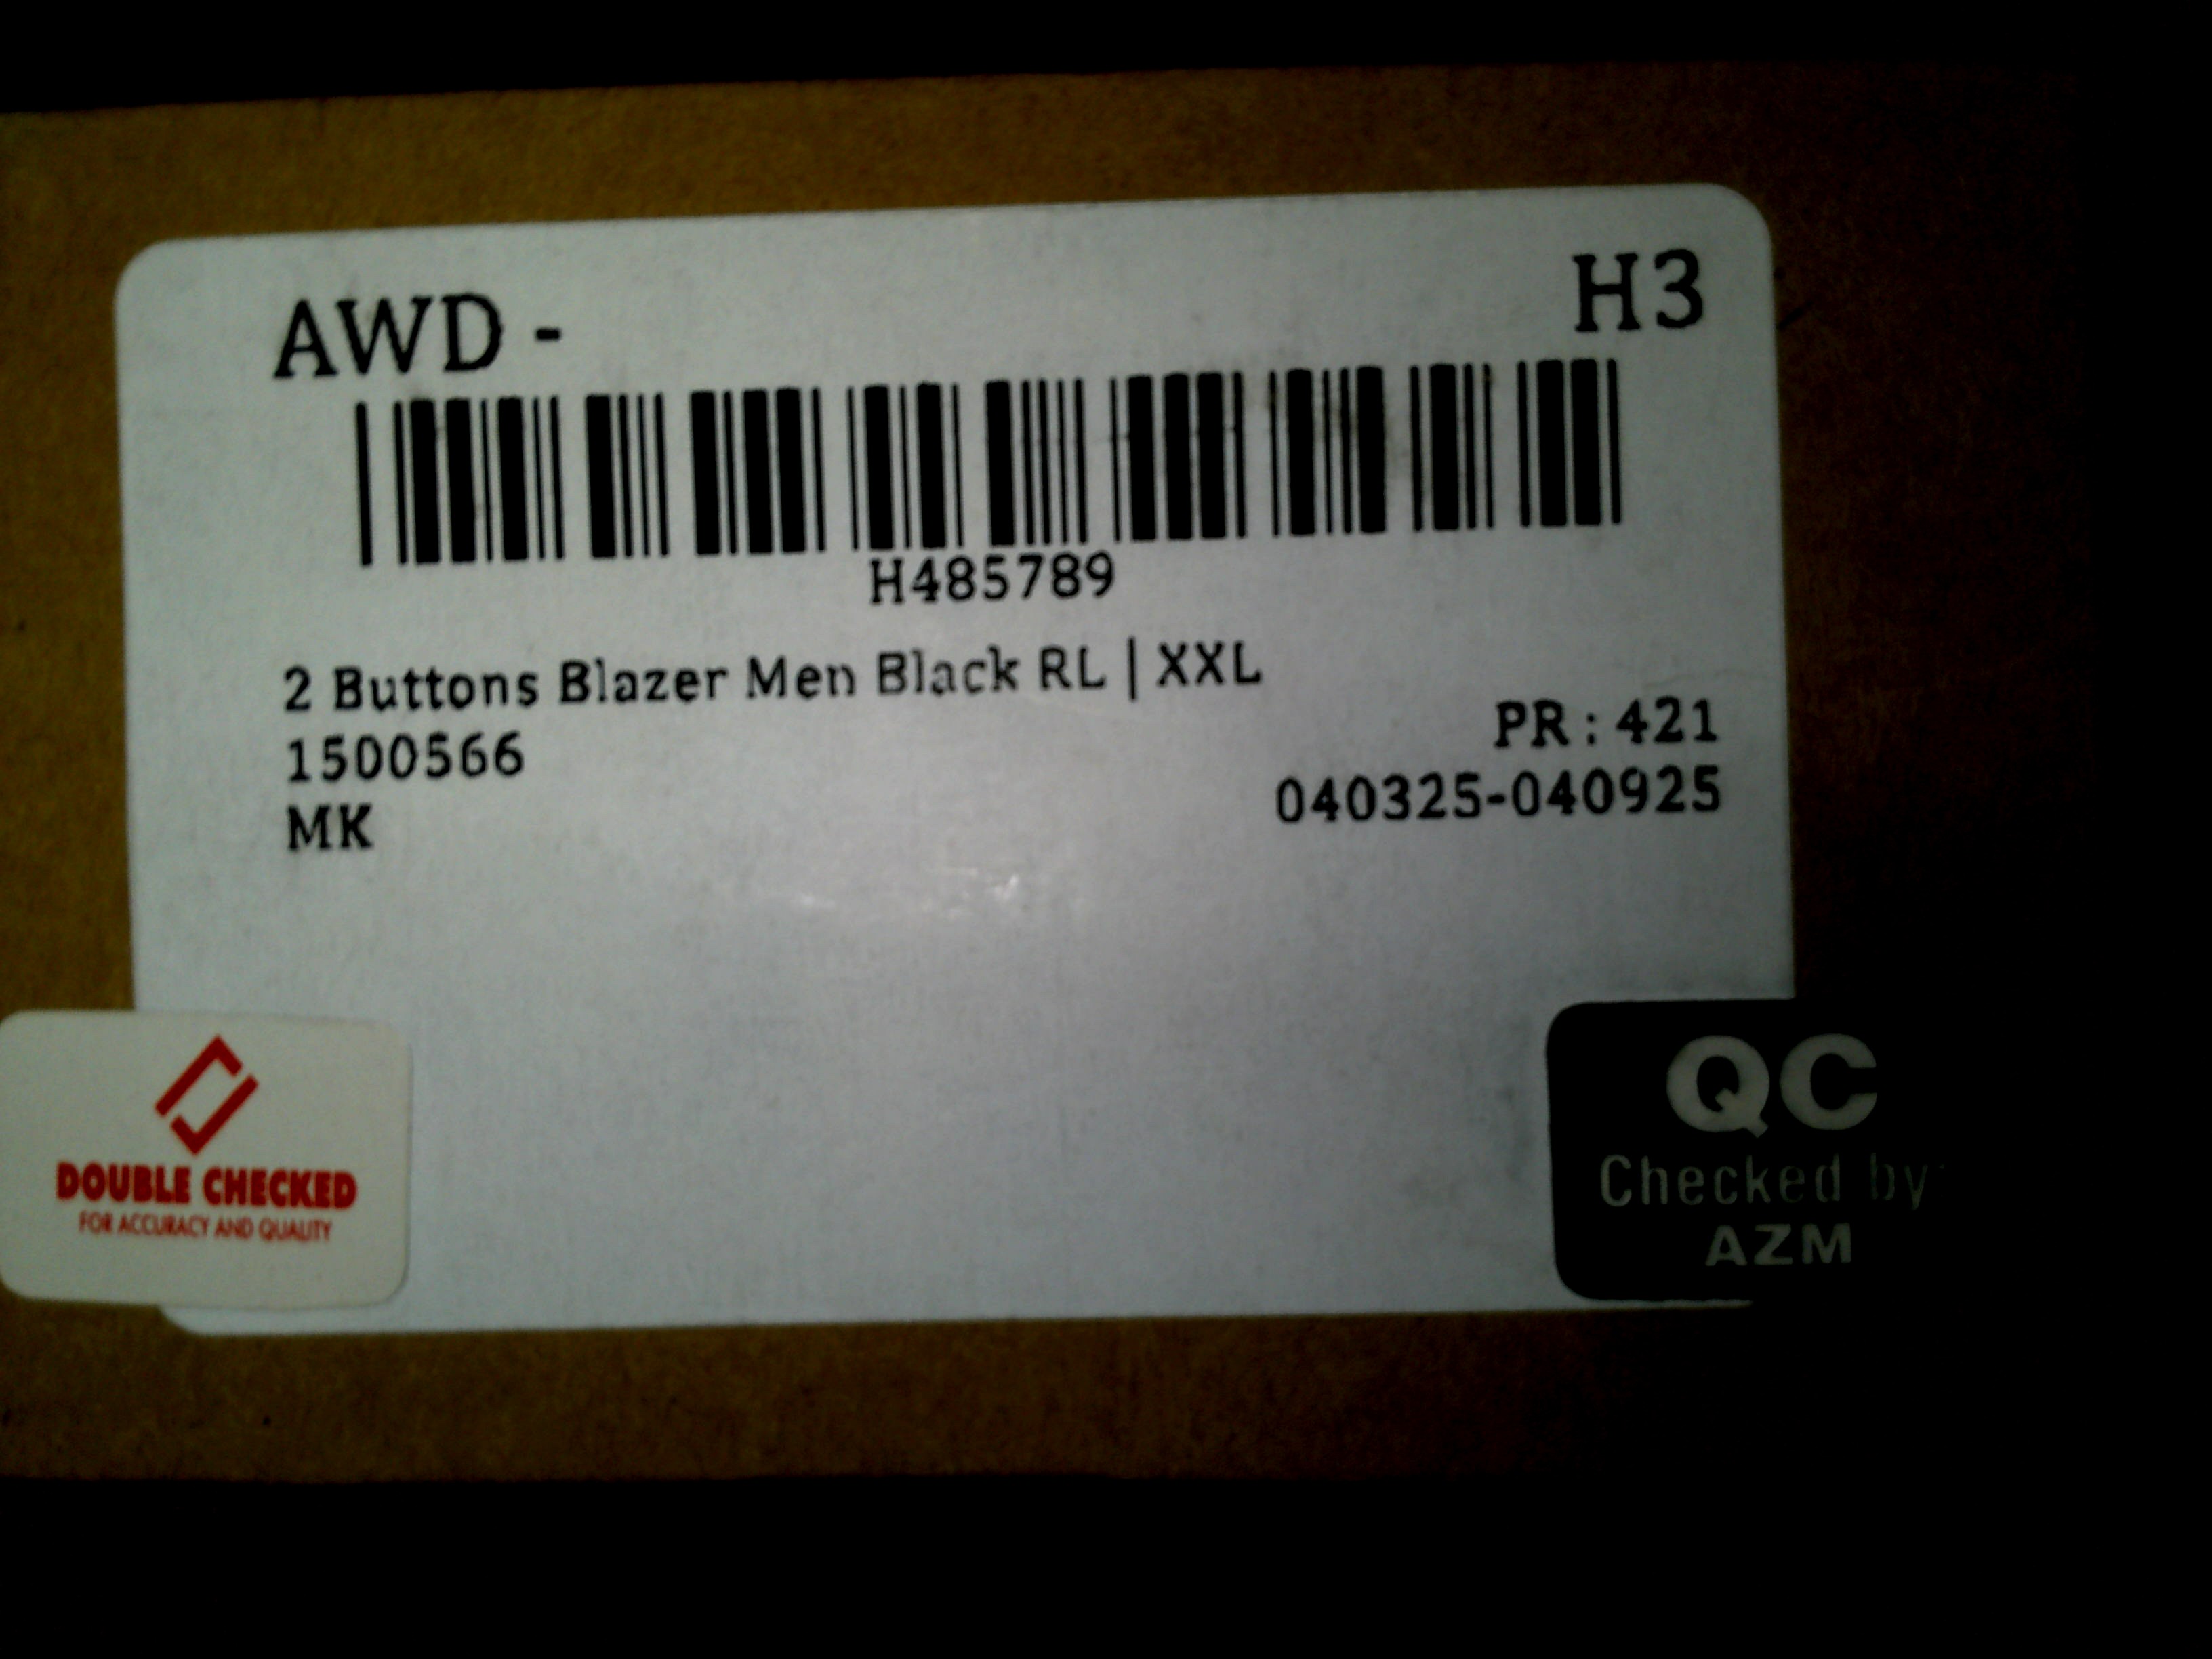 AWD - H3
H485789
2 Buttons Blazer Men Black RL | XXL
1500566 PR : 421
MK 040325-040925
DOUBLE CHECKED
FOR ACCURACY AND QUALITY
QC
Checked by
AZM